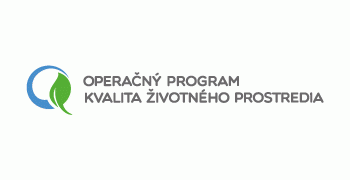 OPERAČNÝ PROGRAM
KVALITA ŽIVOTNÉHO PROSTREDIA